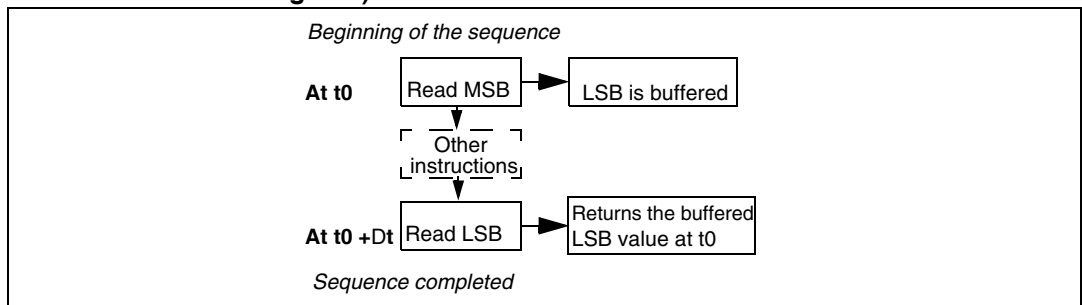 Beginning of the sequence
At t0
Read MSB
LSB is buffered
Other
instructions
At t0 +Dt
Read LSB
Returns the buffered
LSB value at t0
Sequence completed